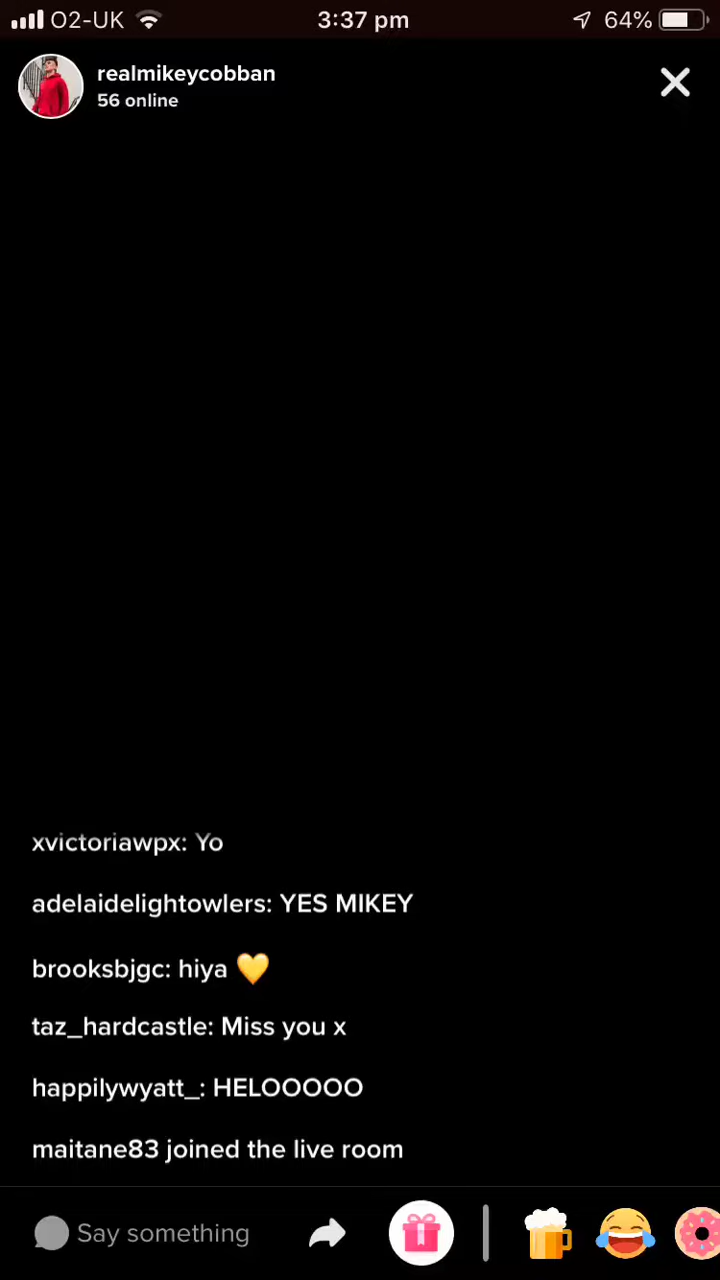 O2-UK 3:37 pm 64%
realmikeycobban
56 online
xvictoriawpx: Yo
adelaidelightowlers: YES MIKEY
brooksbjgc: hiya 💛
taz_hardcastle: Miss you x
happilywyatt_: HELOOOOO
maitane83 joined the live room
Say something